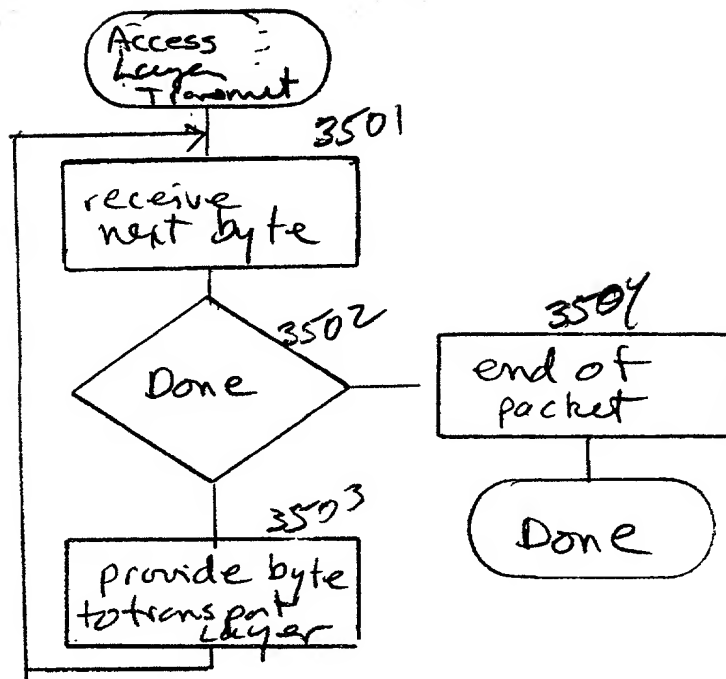 Access
Layer
Transmit
3501
receive
next byte
3502
Done
3504
end of
packet
Done
3503
provide byte
to transport
Layer